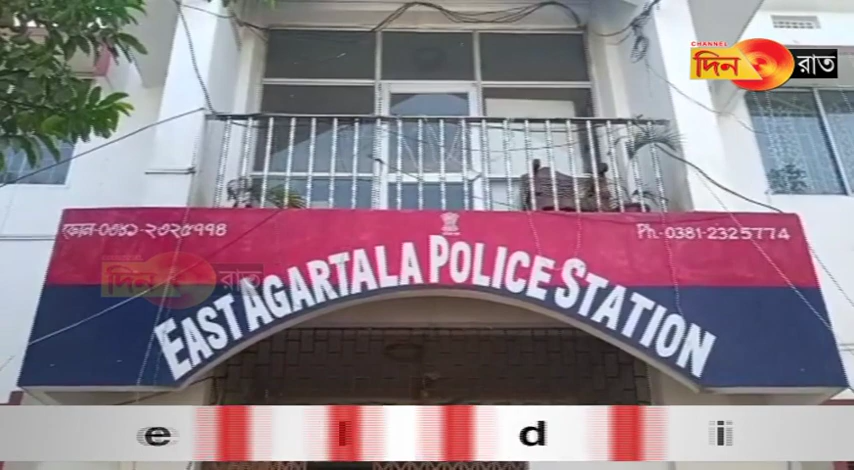 CHANNEL
দিন রাত
ফোন-০৩৮১-২৩২৫৭৭৪
Ph.-0381-2325774
EAST AGARTALA POLICE STATION
দিন রাত
e l d i